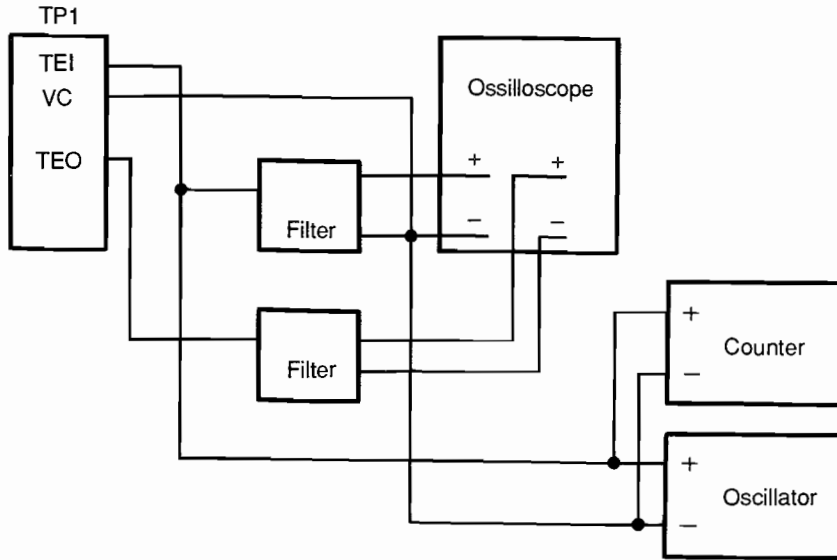 TP1
TEI
VC
TEO
Ossilloscope
+
+
−
−
Filter
Filter
+
Counter
−
+
Oscillator
−